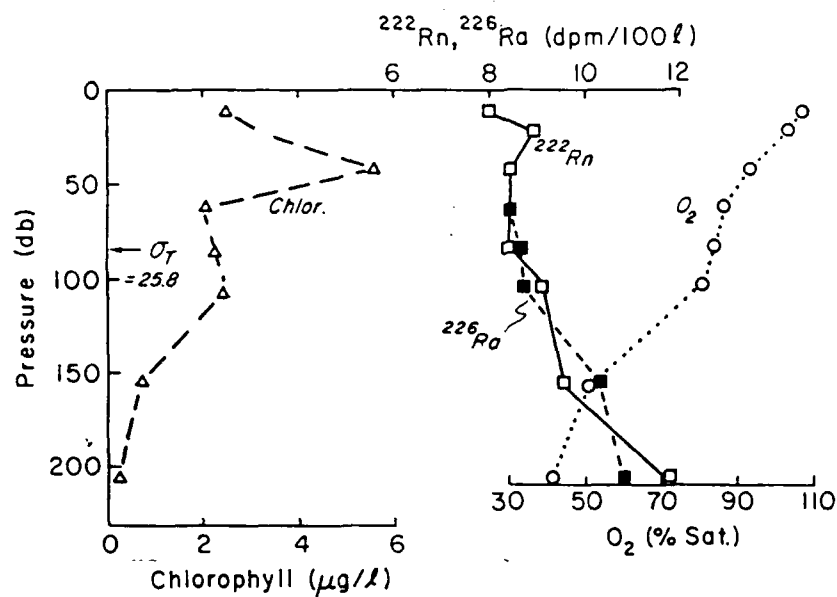 ²²²Rn, ²²⁶Ra (dpm/100 ℓ)
6 8 10 12
0
50
100
150
200
Pressure (db)
²²²Rn
Chlor.
O₂
σ_T
= 25.8
²²⁶Ra
0 2 4 6
30 50 70 90 110
Chlorophyll (μg/ℓ)
O₂ (% Sat.)